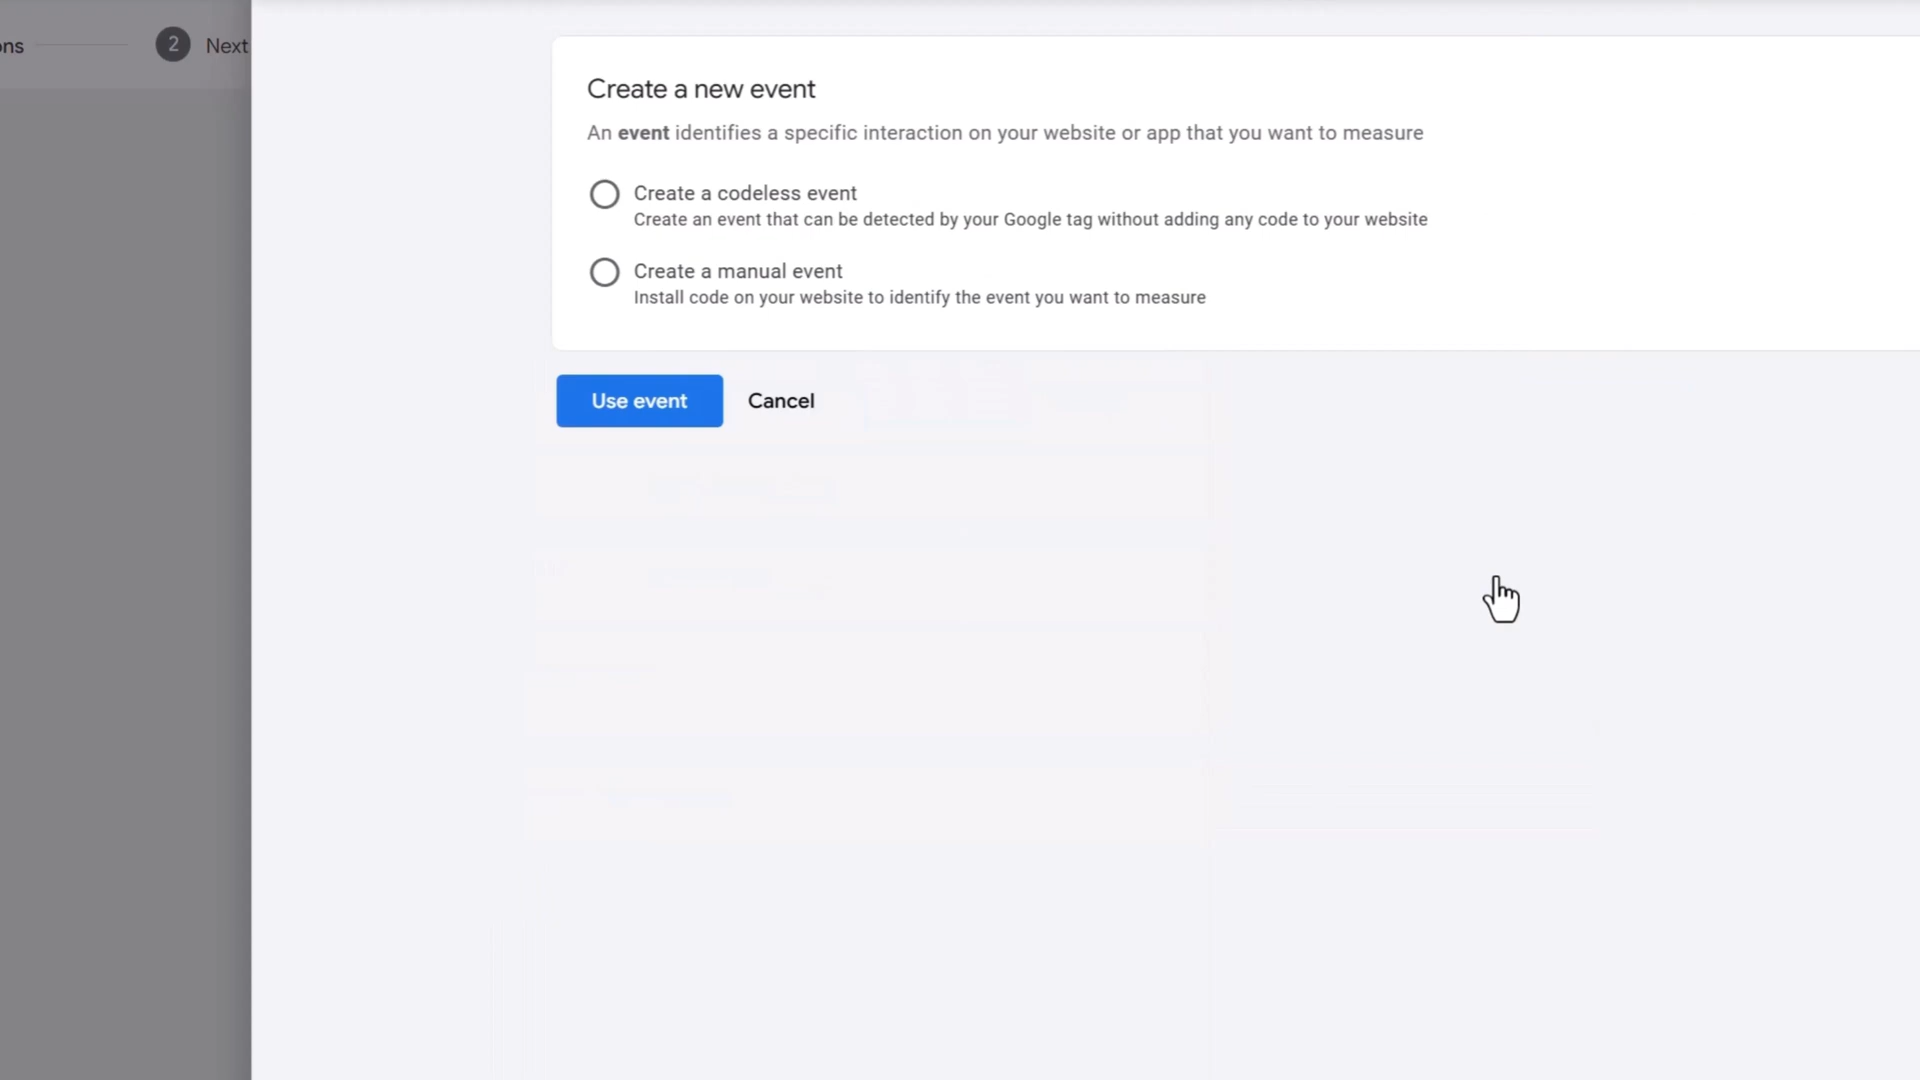 ons
2
Next
Create a new event
An event identifies a specific interaction on your website or app that you want to measure
Create a codeless event
Create an event that can be detected by your Google tag without adding any code to your website
Create a manual event
Install code on your website to identify the event you want to measure
Use event
Cancel